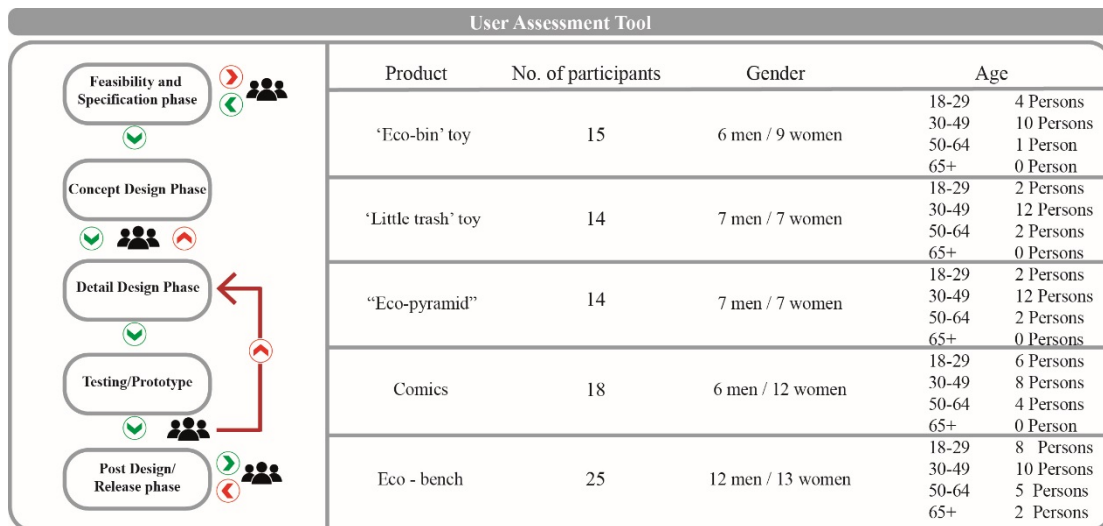 User Assessment Tool
Feasibility and
Specification phase
Concept Design Phase
Detail Design Phase
Testing/Prototype
Post Design/
Release phase
Product No. of participants Gender Age
‘Eco-bin’ toy 15 6 men / 9 women
18-29 4 Persons
30-49 10 Persons
50-64 1 Person
65+ 0 Person
‘Little trash’ toy 14 7 men / 7 women
18-29 2 Persons
30-49 12 Persons
50-64 2 Persons
65+ 0 Persons
“Eco-pyramid” 14 7 men / 7 women
18-29 2 Persons
30-49 12 Persons
50-64 2 Persons
65+ 0 Persons
Comics 18 6 men / 12 women
18-29 6 Persons
30-49 8 Persons
50-64 4 Persons
65+ 0 Person
Eco - bench 25 12 men / 13 women
18-29 8 Persons
30-49 10 Persons
50-64 5 Persons
65+ 2 Persons